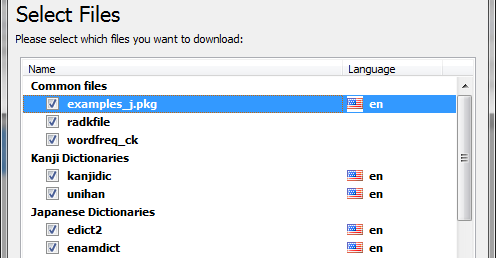 Select Files
Please select which files you want to download:
Name Language
Common files
examples_j.pkg en
radkfile
wordfreq_ck
Kanji Dictionaries
kanjidic en
unihan en
Japanese Dictionaries
edict2 en
enamdict en